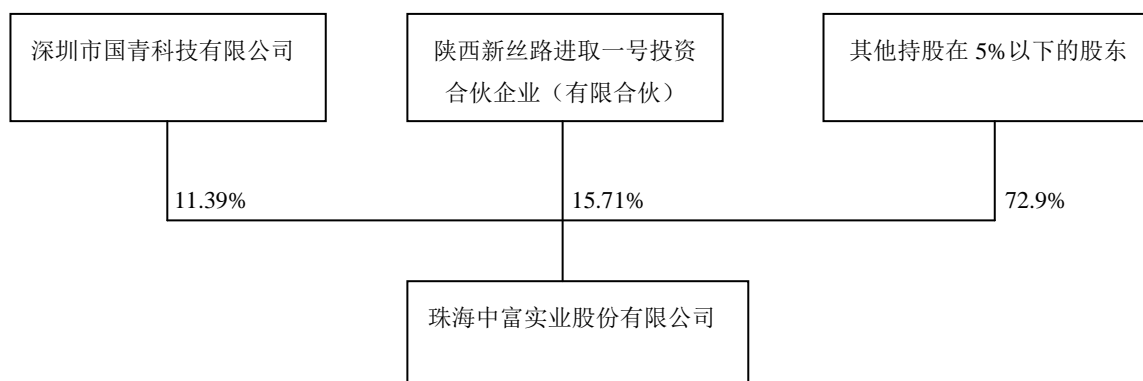 深圳市国青科技有限公司
陕西新丝路进取一号投资
合伙企业（有限合伙）
其他持股在 5%以下的股东
11.39%
15.71%
72.9%
珠海中富实业股份有限公司